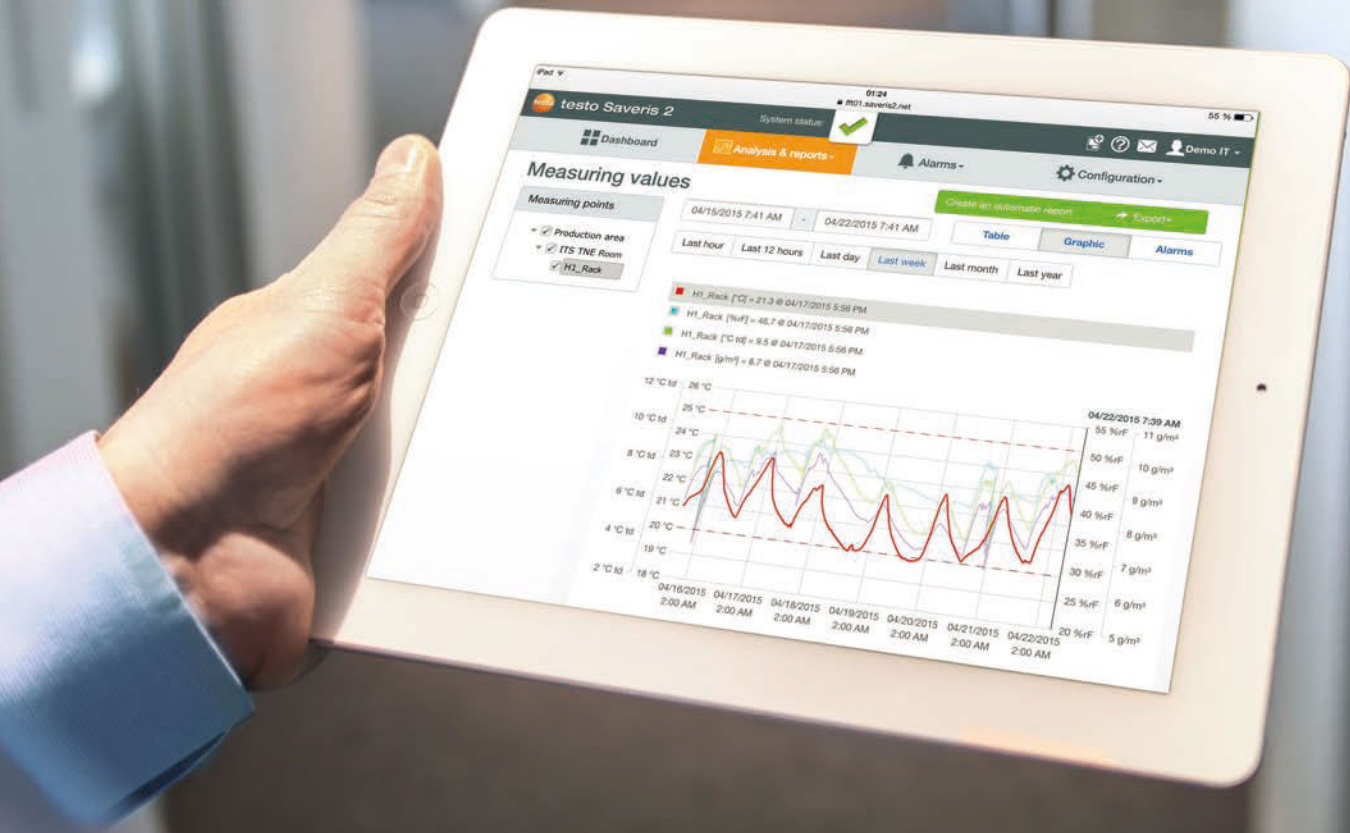 iPad
01:24
fft01.saveris2.net
55 %
testo
testo Saveris 2
System status:
Demo IT
Dashboard
Analysis & reports
Alarms
Configuration
Measuring values
Measuring points
Production area
ITS TNE Room
H1_Rack
04/15/2015 7:41 AM - 04/22/2015 7:41 AM
Create an automatic report
Export
Table Graphic Alarms
Last hour Last 12 hours Last day Last week Last month Last year
H1_Rack [°C] = 21.3 @ 04/17/2015 5:56 PM
H1_Rack [%rF] = 46.7 @ 04/17/2015 5:56 PM
H1_Rack [°C td] = 9.5 @ 04/17/2015 5:56 PM
H1_Rack [g/m³] = 8.7 @ 04/17/2015 5:56 PM
04/22/2015 7:39 AM
12 °C td
10 °C td
8 °C td
6 °C td
4 °C td
2 °C td
26 °C
25 °C
24 °C
23 °C
22 °C
21 °C
20 °C
19 °C
18 °C
55 %rF
50 %rF
45 %rF
40 %rF
35 %rF
30 %rF
25 %rF
20 %rF
11 g/m³
10 g/m³
9 g/m³
8 g/m³
7 g/m³
6 g/m³
5 g/m³
04/16/2015 04/17/2015 04/18/2015 04/19/2015 04/20/2015 04/21/2015 04/22/2015
2:00 AM 2:00 AM 2:00 AM 2:00 AM 2:00 AM 2:00 AM 2:00 AM